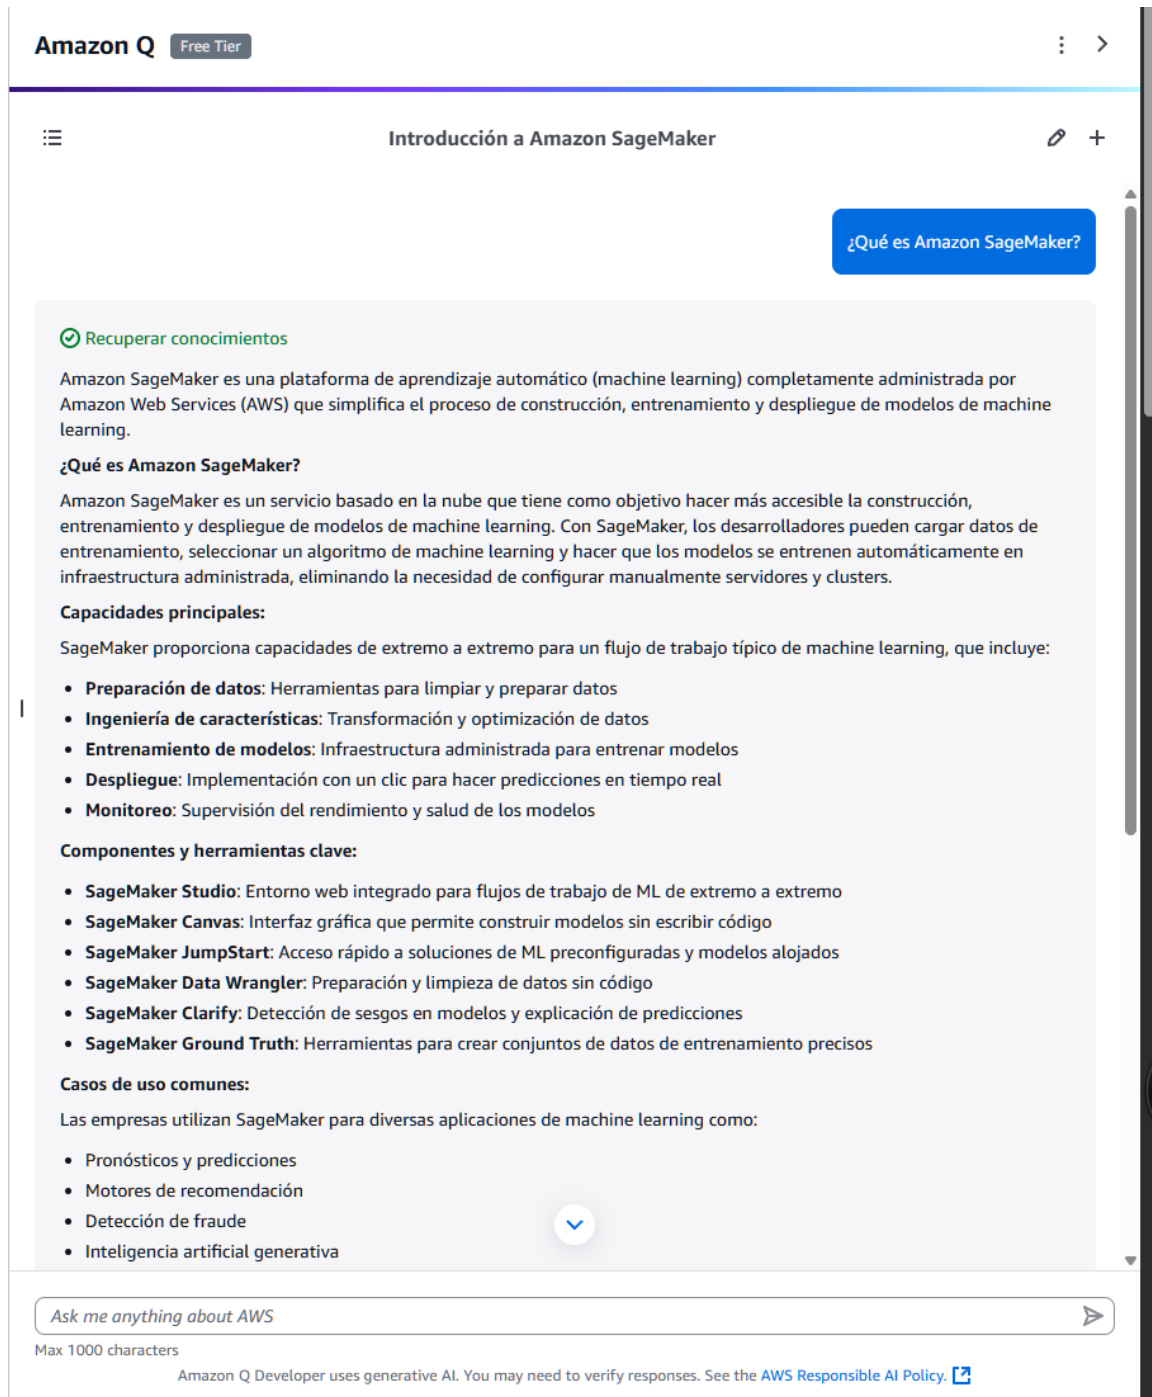 Amazon Q Free Tier
Introducción a Amazon SageMaker
¿Qué es Amazon SageMaker?
Recuperar conocimientos
Amazon SageMaker es una plataforma de aprendizaje automático (machine learning) completamente administrada por
Amazon Web Services (AWS) que simplifica el proceso de construcción, entrenamiento y despliegue de modelos de machine
learning.
¿Qué es Amazon SageMaker?
Amazon SageMaker es un servicio basado en la nube que tiene como objetivo hacer más accesible la construcción,
entrenamiento y despliegue de modelos de machine learning. Con SageMaker, los desarrolladores pueden cargar datos de
entrenamiento, seleccionar un algoritmo de machine learning y hacer que los modelos se entrenen automáticamente en
infraestructura administrada, eliminando la necesidad de configurar manualmente servidores y clusters.
Capacidades principales:
SageMaker proporciona capacidades de extremo a extremo para un flujo de trabajo típico de machine learning, que incluye:
• Preparación de datos: Herramientas para limpiar y preparar datos
• Ingeniería de características: Transformación y optimización de datos
• Entrenamiento de modelos: Infraestructura administrada para entrenar modelos
• Despliegue: Implementación con un clic para hacer predicciones en tiempo real
• Monitoreo: Supervisión del rendimiento y salud de los modelos
Componentes y herramientas clave:
• SageMaker Studio: Entorno web integrado para flujos de trabajo de ML de extremo a extremo
• SageMaker Canvas: Interfaz gráfica que permite construir modelos sin escribir código
• SageMaker JumpStart: Acceso rápido a soluciones de ML preconfiguradas y modelos alojados
• SageMaker Data Wrangler: Preparación y limpieza de datos sin código
• SageMaker Clarify: Detección de sesgos en modelos y explicación de predicciones
• SageMaker Ground Truth: Herramientas para crear conjuntos de datos de entrenamiento precisos
Casos de uso comunes:
Las empresas utilizan SageMaker para diversas aplicaciones de machine learning como:
• Pronósticos y predicciones
• Motores de recomendación
• Detección de fraude
• Inteligencia artificial generativa
Ask me anything about AWS
Max 1000 characters
Amazon Q Developer uses generative AI. You may need to verify responses. See the AWS Responsible AI Policy.